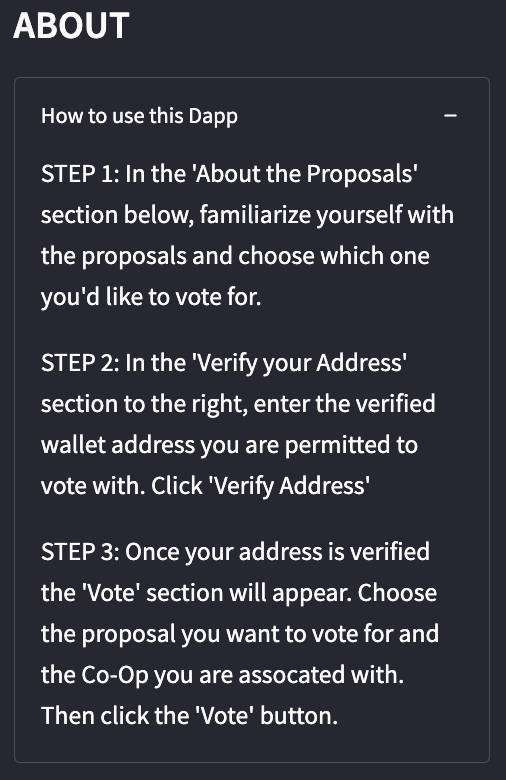 ABOUT
How to use this Dapp
STEP 1: In the 'About the Proposals'
section below, familiarize yourself with
the proposals and choose which one
you'd like to vote for.
STEP 2: In the 'Verify your Address'
section to the right, enter the verified
wallet address you are permitted to
vote with. Click 'Verify Address'
STEP 3: Once your address is verified
the 'Vote' section will appear. Choose
the proposal you want to vote for and
the Co-Op you are assocated with.
Then click the 'Vote' button.